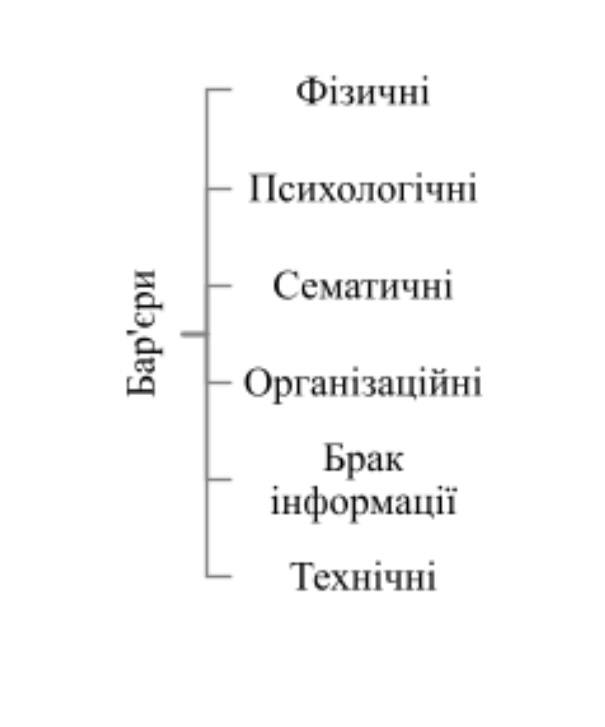 Бар'єри
Фізичні
Психологічні
Сематичні
Організаційні
Брак
інформації
Технічні